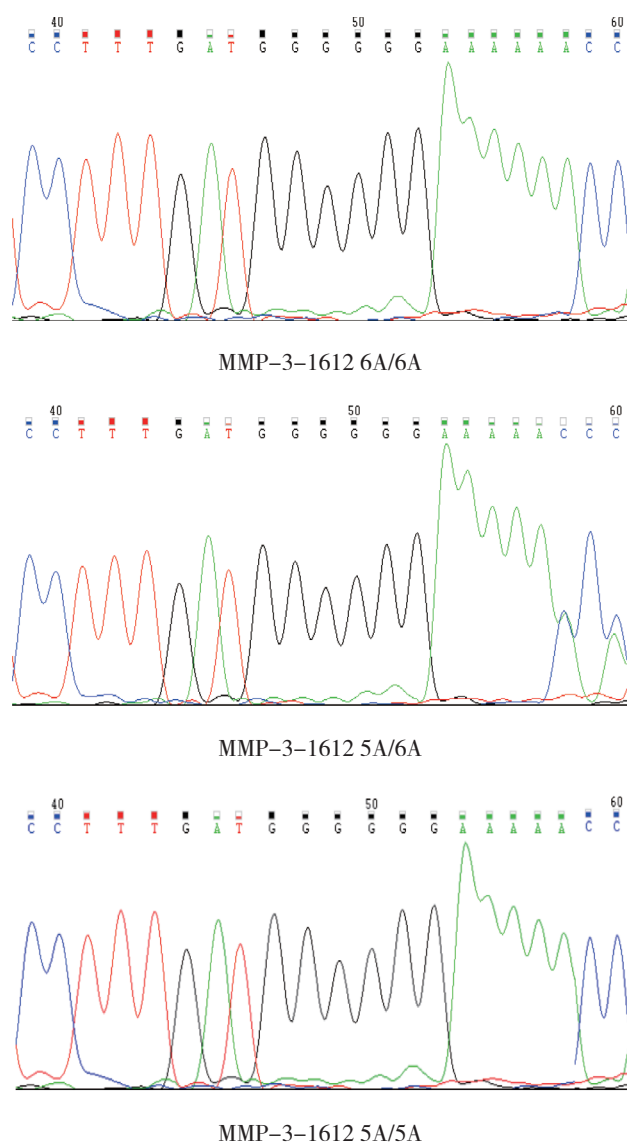 40 50 60
C C T T T G A T G G G G G G A A A A A A C C
MMP–3–1612 6A/6A
40 50 60
C C T T T G A T G G G G G G A A A A A C C C
MMP–3–1612 5A/6A
40 50 60
C C T T T G A T G G G G G G A A A A A C C
MMP–3–1612 5A/5A